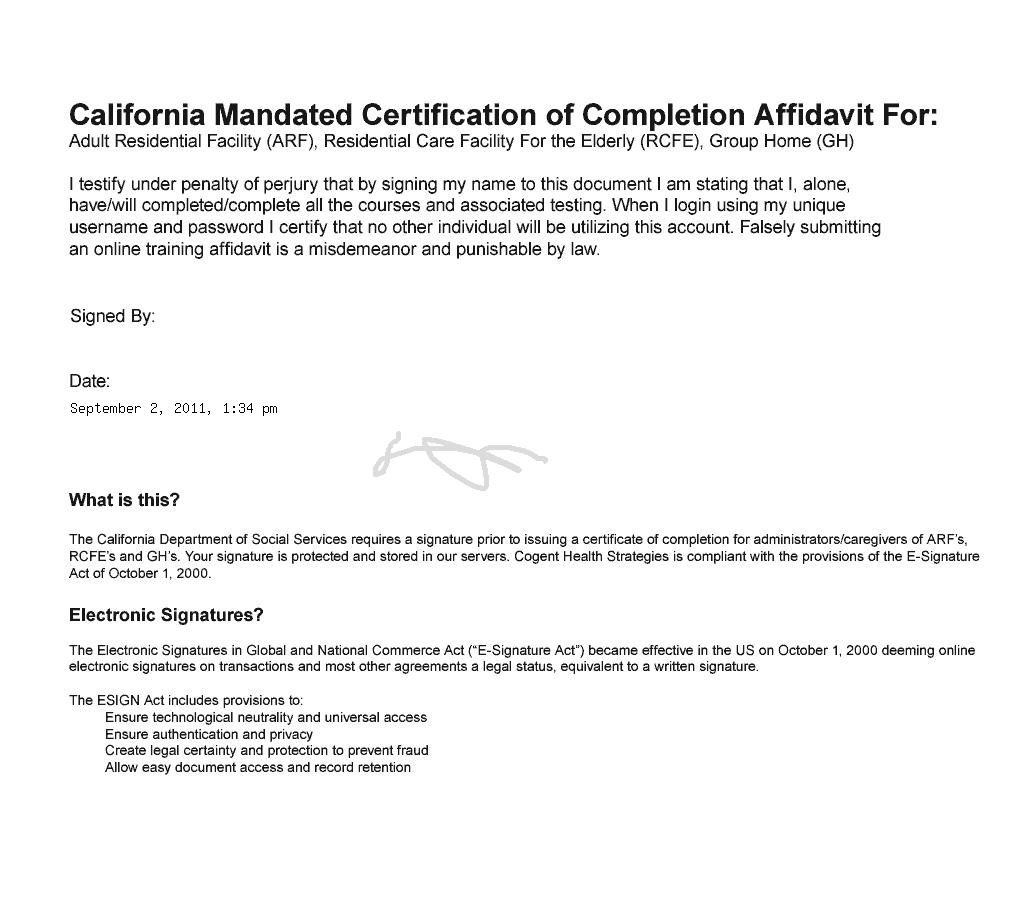 California Mandated Certification of Completion Affidavit For:
Adult Residential Facility (ARF), Residential Care Facility For the Elderly (RCFE), Group Home (GH)
I testify under penalty of perjury that by signing my name to this document I am stating that I, alone,
have/will completed/complete all the courses and associated testing. When I login using my unique
username and password I certify that no other individual will be utilizing this account. Falsely submitting
an online training affidavit is a misdemeanor and punishable by law.
Signed By:
Date:
September 2, 2011, 1:34 pm
What is this?
The California Department of Social Services requires a signature prior to issuing a certificate of completion for administrators/caregivers of ARF's,
RCFE's and GH's. Your signature is protected and stored in our servers. Cogent Health Strategies is compliant with the provisions of the E-Signature
Act of October 1, 2000.
Electronic Signatures?
The Electronic Signatures in Global and National Commerce Act (“E-Signature Act”) became effective in the US on October 1, 2000 deeming online
electronic signatures on transactions and most other agreements a legal status, equivalent to a written signature.
The ESIGN Act includes provisions to:
Ensure technological neutrality and universal access
Ensure authentication and privacy
Create legal certainty and protection to prevent fraud
Allow easy document access and record retention